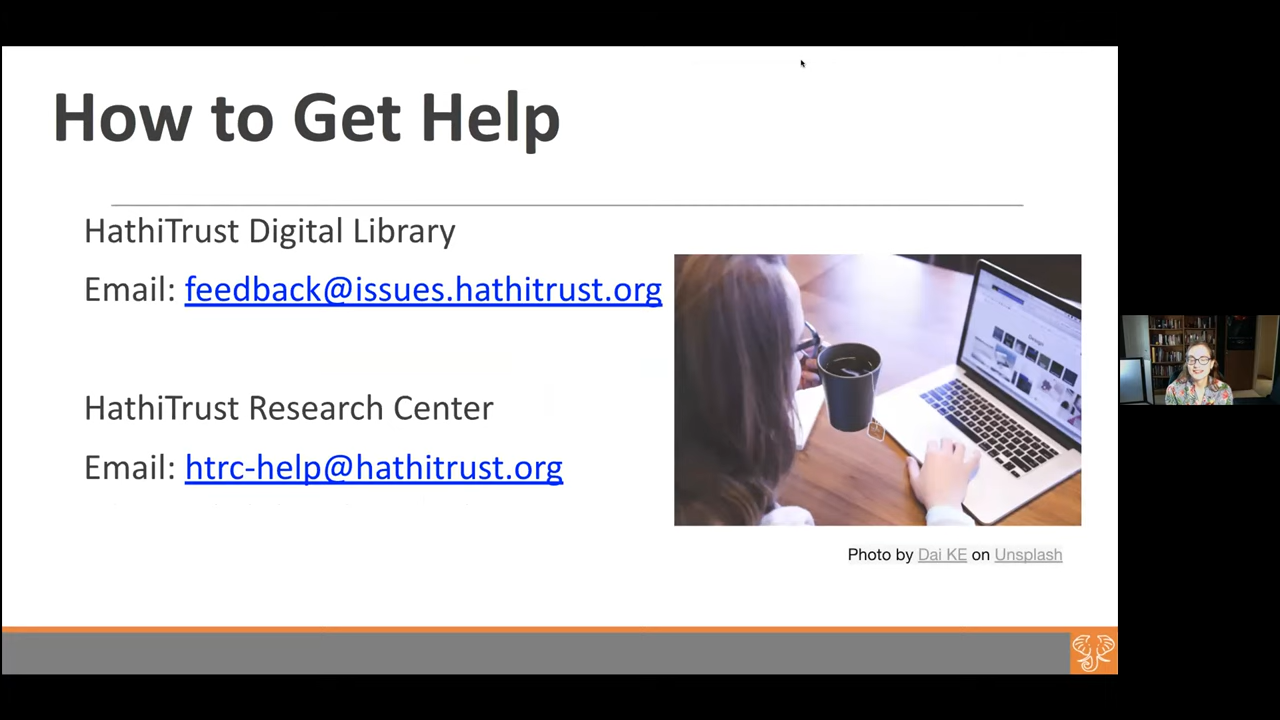 How to Get Help
HathiTrust Digital Library
Email: feedback@issues.hathitrust.org
HathiTrust Research Center
Email: htrc-help@hathitrust.org
Photo by Dai KE on Unsplash